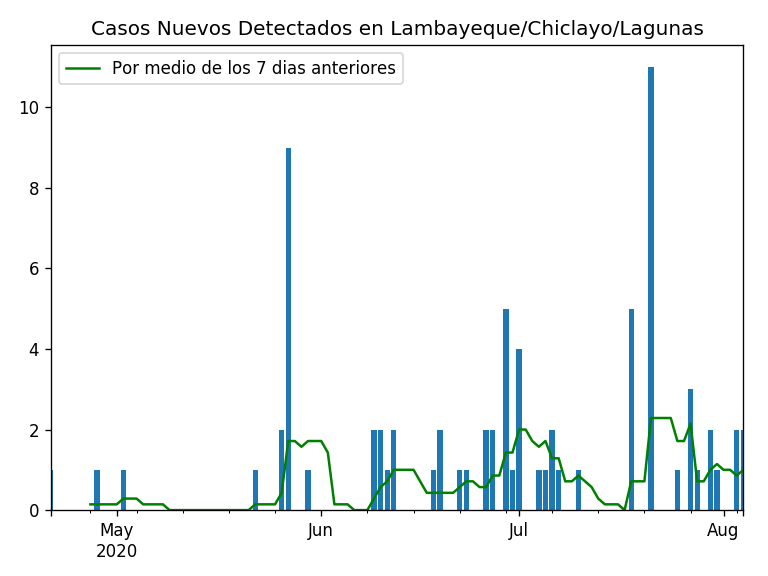 Casos Nuevos Detectados en Lambayeque/Chiclayo/Lagunas
Por medio de los 7 dias anteriores
10
8
6
4
2
0
May Jun Jul Aug
2020